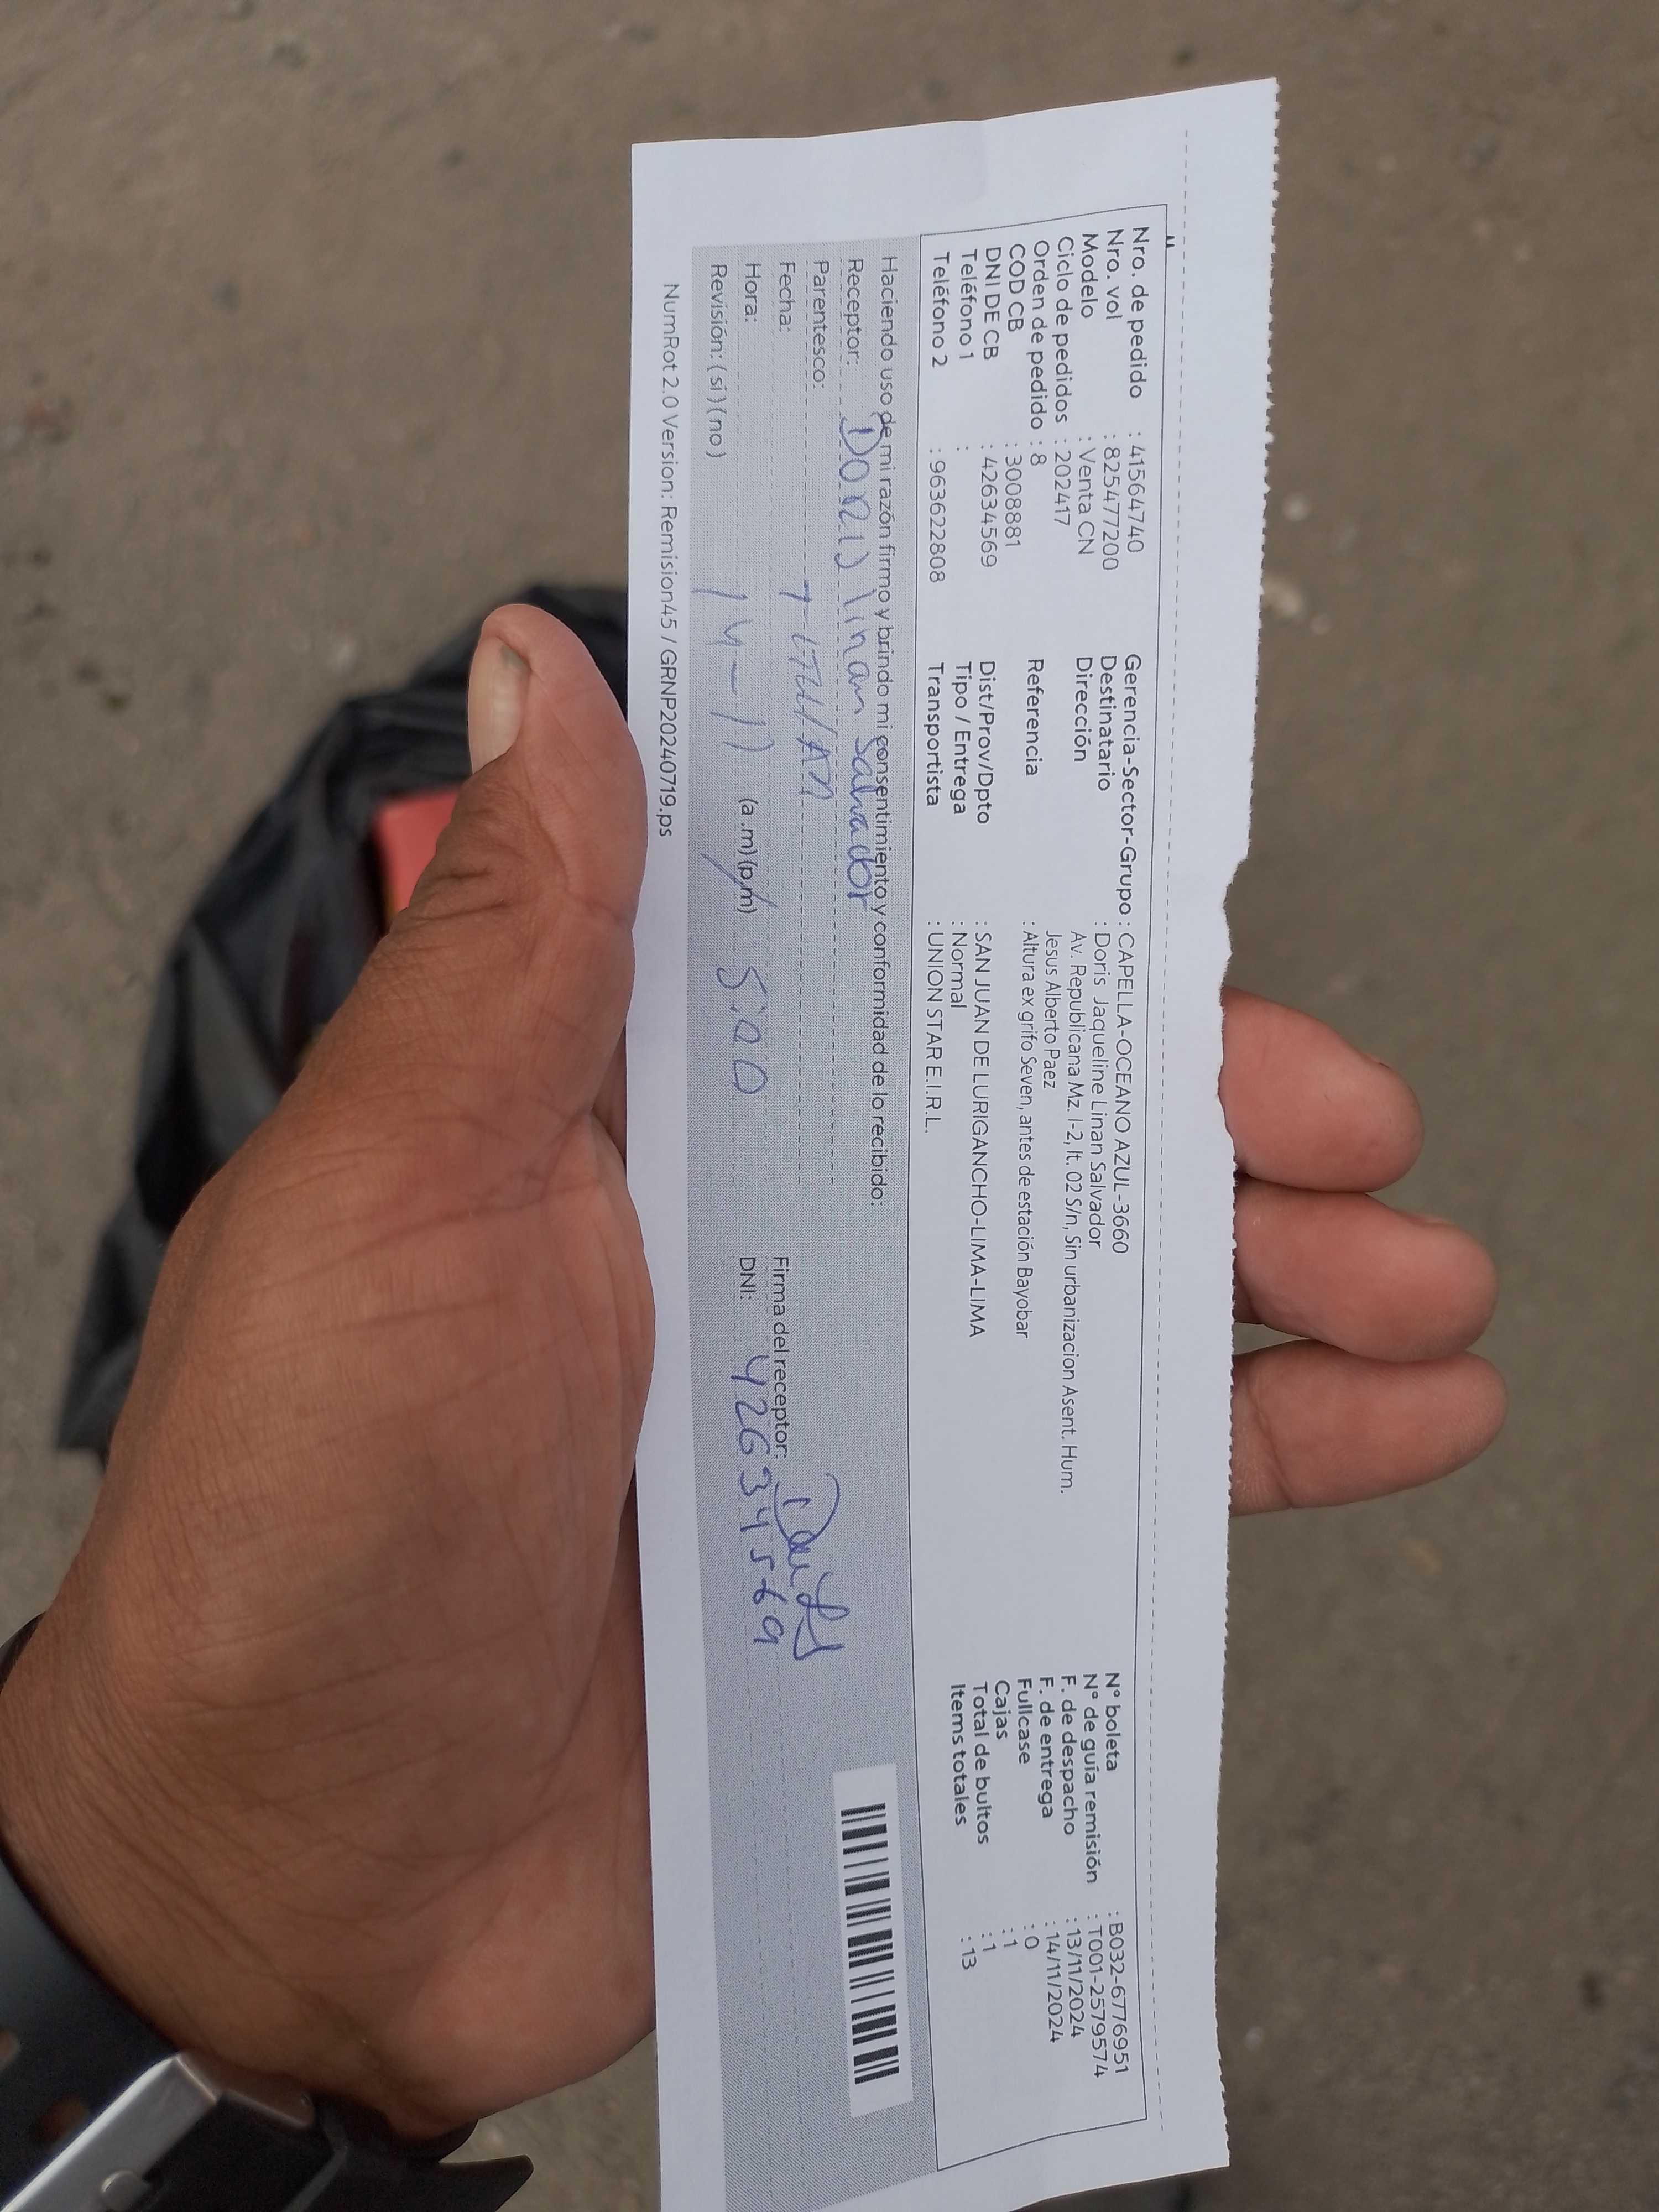 Nro. de pedido : 41564740
Nro. vol : 825477200
Modelo : Venta CN
Ciclo de pedidos : 202417
Orden de pedido : 8
COD CB : 3008881
DNI DE CB : 42634569
Teléfono 1 :
Teléfono 2 : 963622808
Gerencia-Sector-Grupo : CAPELLA-OCEANO AZUL-3660
Destinatario : Doris Jaqueline Linan Salvador
Dirección Av. Republicana Mz. I-2, lt. 02 S/n, Sin urbanizacion Asent. Hum.
Jesus Alberto Paez
Referencia : Altura ex grifo Seven, antes de estación Bayobar
Dist/Prov/Dpto : SAN JUAN DE LURIGANCHO-LIMA-LIMA
Tipo / Entrega : Normal
Transportista : UNION STAR E.I.R.L.
N° boleta : B032-6776951
N° de guía remisión : T001-2579574
F. de despacho : 13/11/2024
F. de entrega : 14/11/2024
Fullcase : 0
Cajas : 1
Total de bultos : 1
Items totales : 13
Haciendo uso de mi razón firmo y brindo mi consentimiento y conformidad de lo recibido:
Receptor: Doris linan Salvador
Parentesco:
Fecha: 14-11
Hora: (a.m)(p.m) 5:00
Revisión: ( si ) ( no )
Firma del receptor:
DNI: 42634569
NumRot 2.0 Version: Remision45 / GRNP20240719.ps